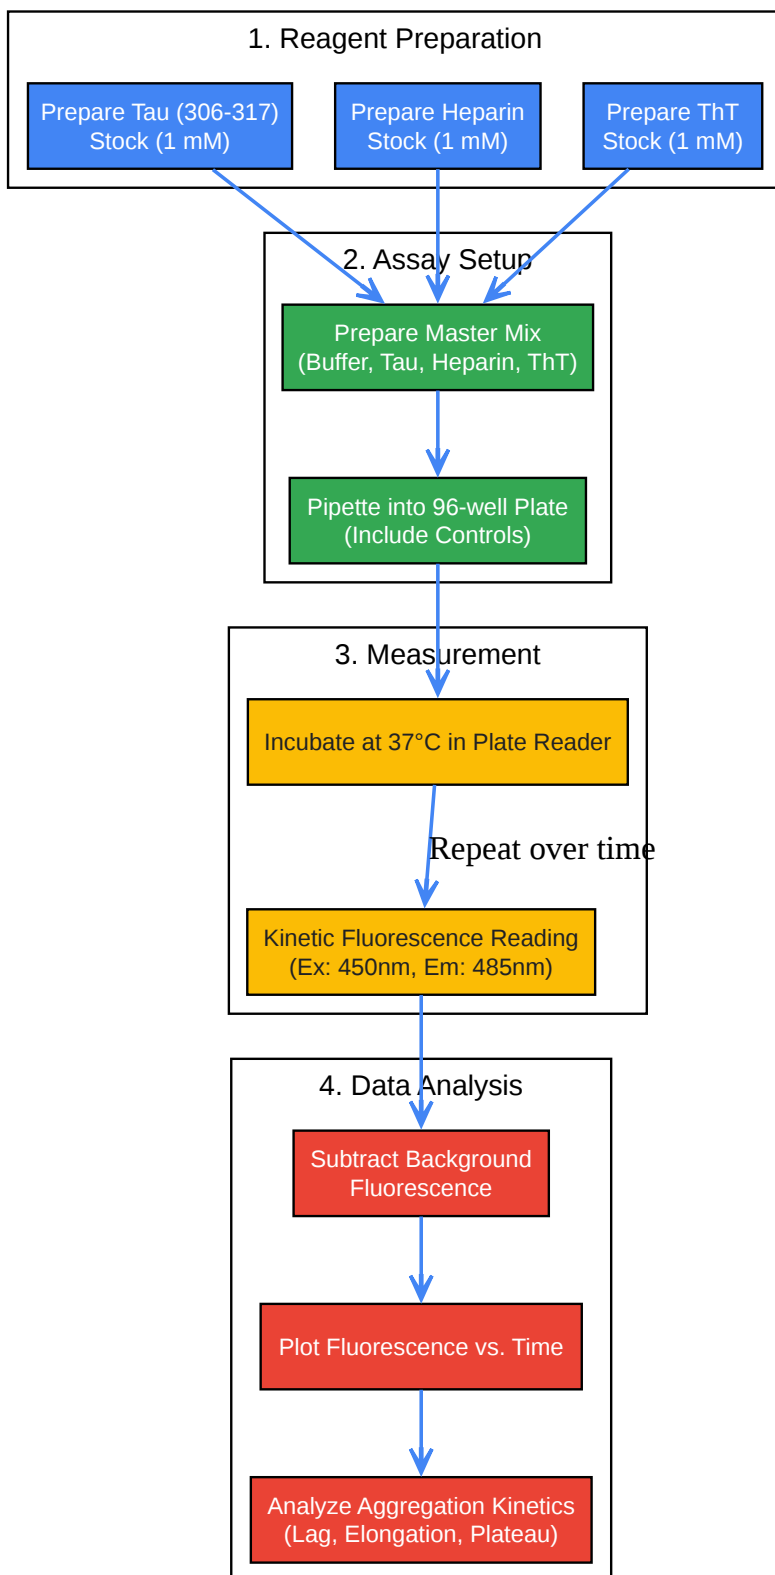 1. Reagent Preparation
Prepare Tau (306-317)
Stock (1 mM)
Prepare Heparin
Stock (1 mM)
Prepare ThT
Stock (1 mM)
2. Assay Setup
Prepare Master Mix
(Buffer, Tau, Heparin, ThT)
Pipette into 96-well Plate
(Include Controls)
3. Measurement
Incubate at 37°C in Plate Reader
Repeat over time
Kinetic Fluorescence Reading
(Ex: 450nm, Em: 485nm)
4. Data Analysis
Subtract Background
Fluorescence
Plot Fluorescence vs. Time
Analyze Aggregation Kinetics
(Lag, Elongation, Plateau)